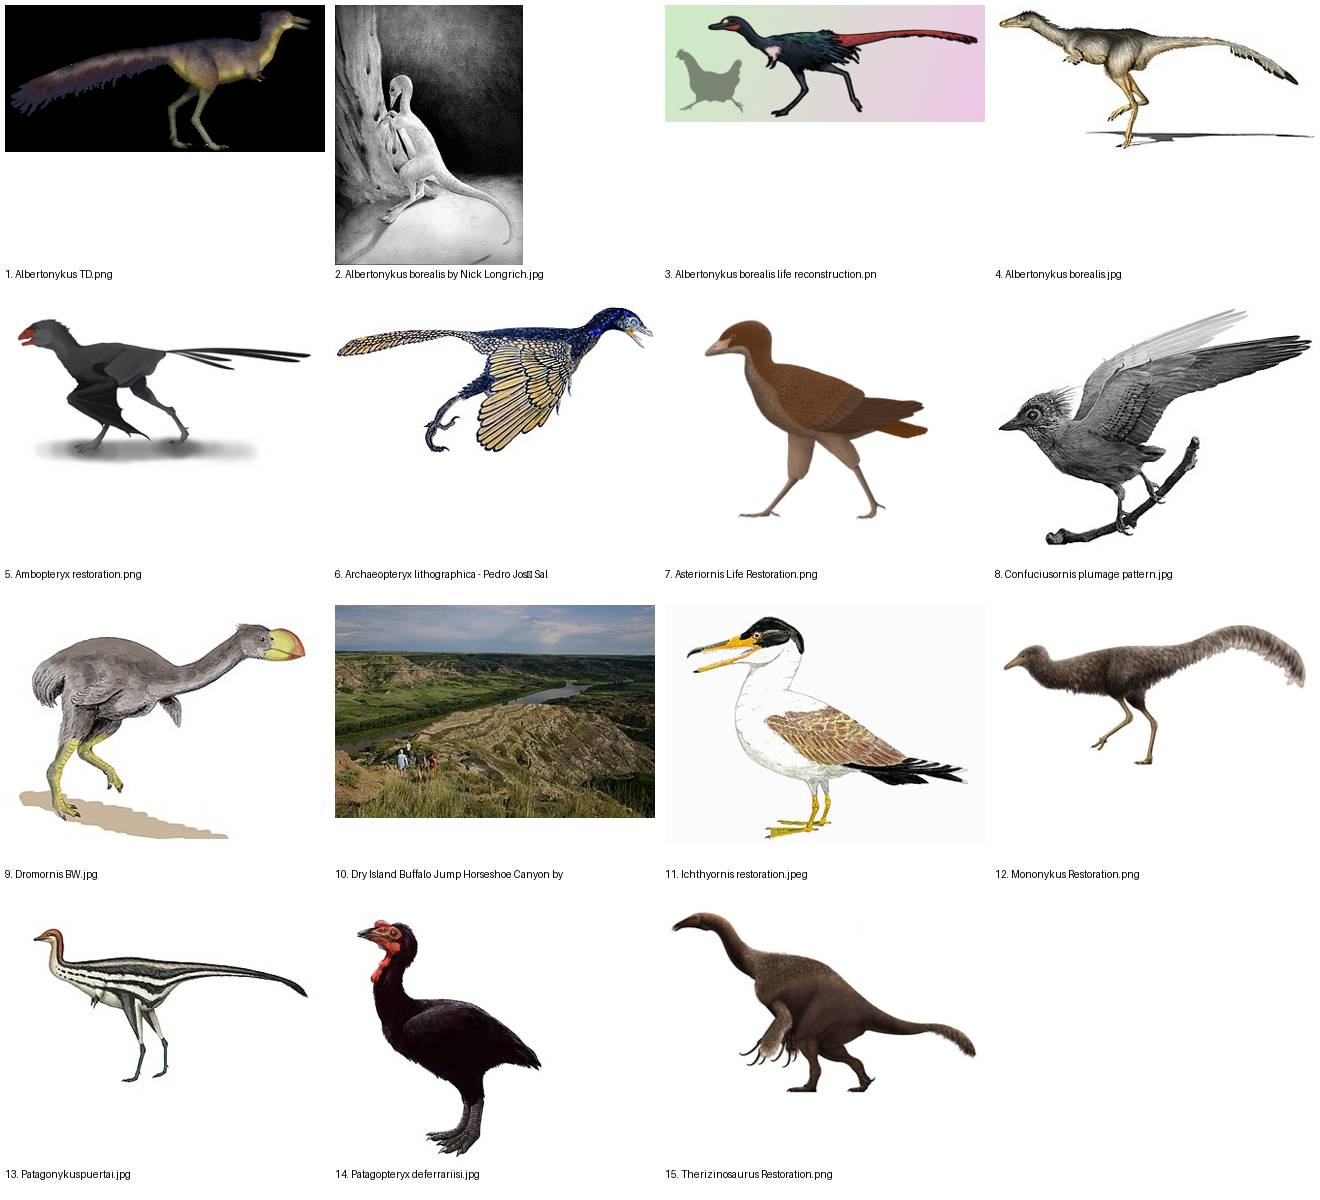 1. Albertonykus TD.png
2. Albertonykus borealis by Nick Longrich.jpg
3. Albertonykus borealis life reconstruction.pn
4. Albertonykus borealis.jpg
5. Ambopteryx restoration.png
6. Archaeopteryx lithographica - Pedro Jos▯ Sal
7. Asteriornis Life Restoration.png
8. Confuciusornis plumage pattern.jpg
9. Dromornis BW.jpg
10. Dry Island Buffalo Jump Horseshoe Canyon by
11. Ichthyornis restoration.jpeg
12. Mononykus Restoration.png
13. Patagonykuspuertai.jpg
14. Patagopteryx deferrariisi.jpg
15. Therizinosaurus Restoration.png